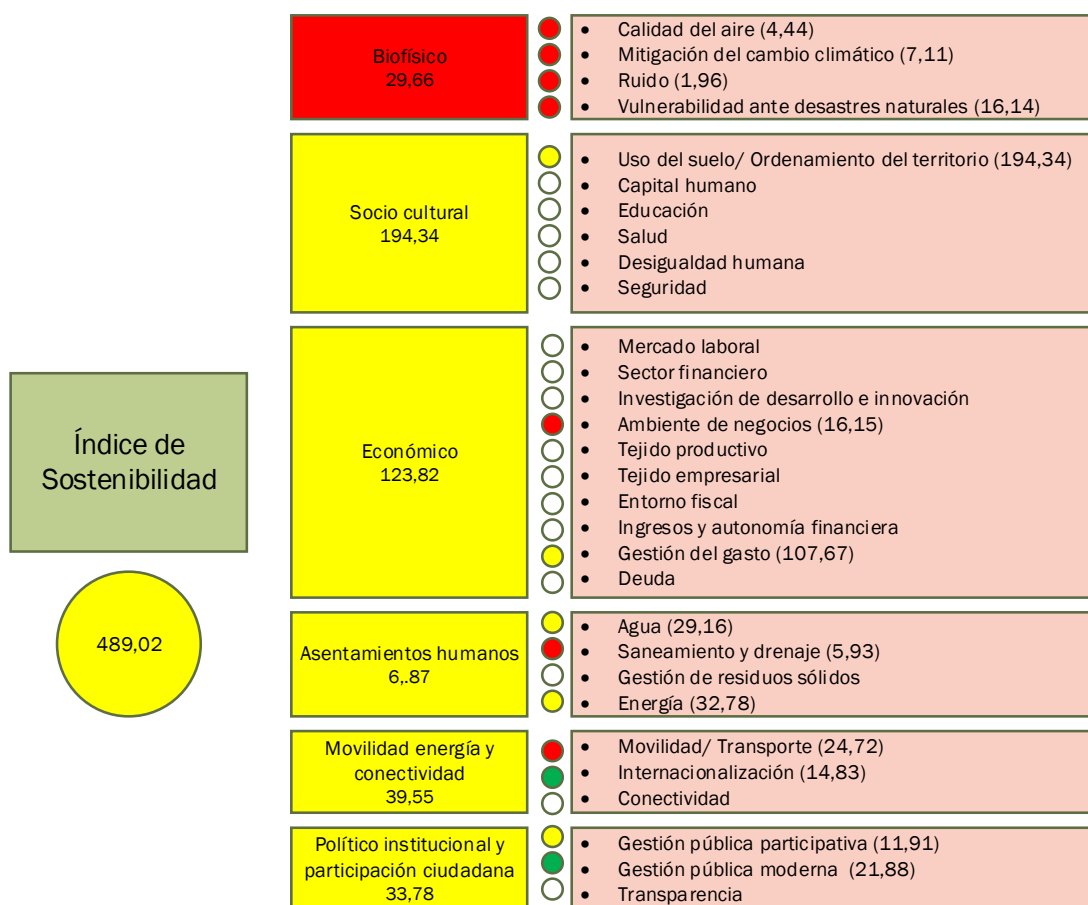 Índice de
Sostenibilidad
489,02
Biofísico
29,66
• Calidad del aire (4,44)
• Mitigación del cambio climático (7,11)
• Ruido (1,96)
• Vulnerabilidad ante desastres naturales (16,14)
Socio cultural
194,34
• Uso del suelo/ Ordenamiento del territorio (194,34)
• Capital humano
• Educación
• Salud
• Desigualdad humana
• Seguridad
Económico
123,82
• Mercado laboral
• Sector financiero
• Investigación de desarrollo e innovación
• Ambiente de negocios (16,15)
• Tejido productivo
• Tejido empresarial
• Entorno fiscal
• Ingresos y autonomía financiera
• Gestión del gasto (107,67)
• Deuda
Asentamientos humanos
6,.87
• Agua (29,16)
• Saneamiento y drenaje (5,93)
• Gestión de residuos sólidos
• Energía (32,78)
Movilidad energía y
conectividad
39,55
• Movilidad/ Transporte (24,72)
• Internacionalización (14,83)
• Conectividad
Político institucional y
participación ciudadana
33,78
• Gestión pública participativa (11,91)
• Gestión pública moderna (21,88)
• Transparencia